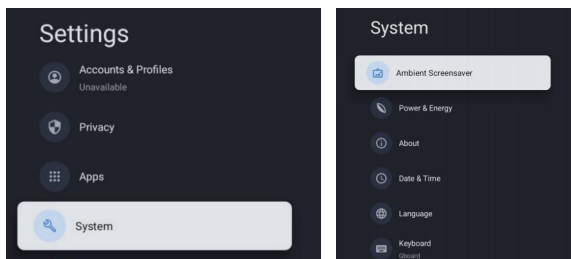 Settings
Accounts & Profiles
Unavailable
Privacy
Apps
System
System
Ambient Screensaver
Power & Energy
About
Date & Time
Language
Keyboard
Gboard